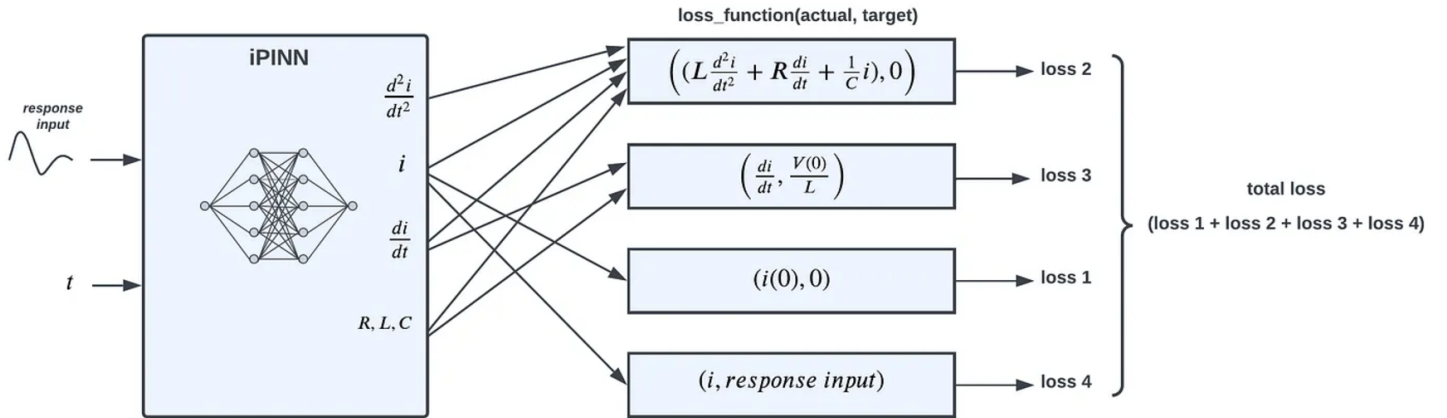 loss_function(actual, target)
iPINN
response
input
t
d²i/dt²
i
di/dt
R, L, C
((L d²i/dt² + R di/dt + 1/C i), 0)
loss 2
(di/dt, V(0)/L)
loss 3
(i(0), 0)
loss 1
(i, response input)
loss 4
total loss
(loss 1 + loss 2 + loss 3 + loss 4)